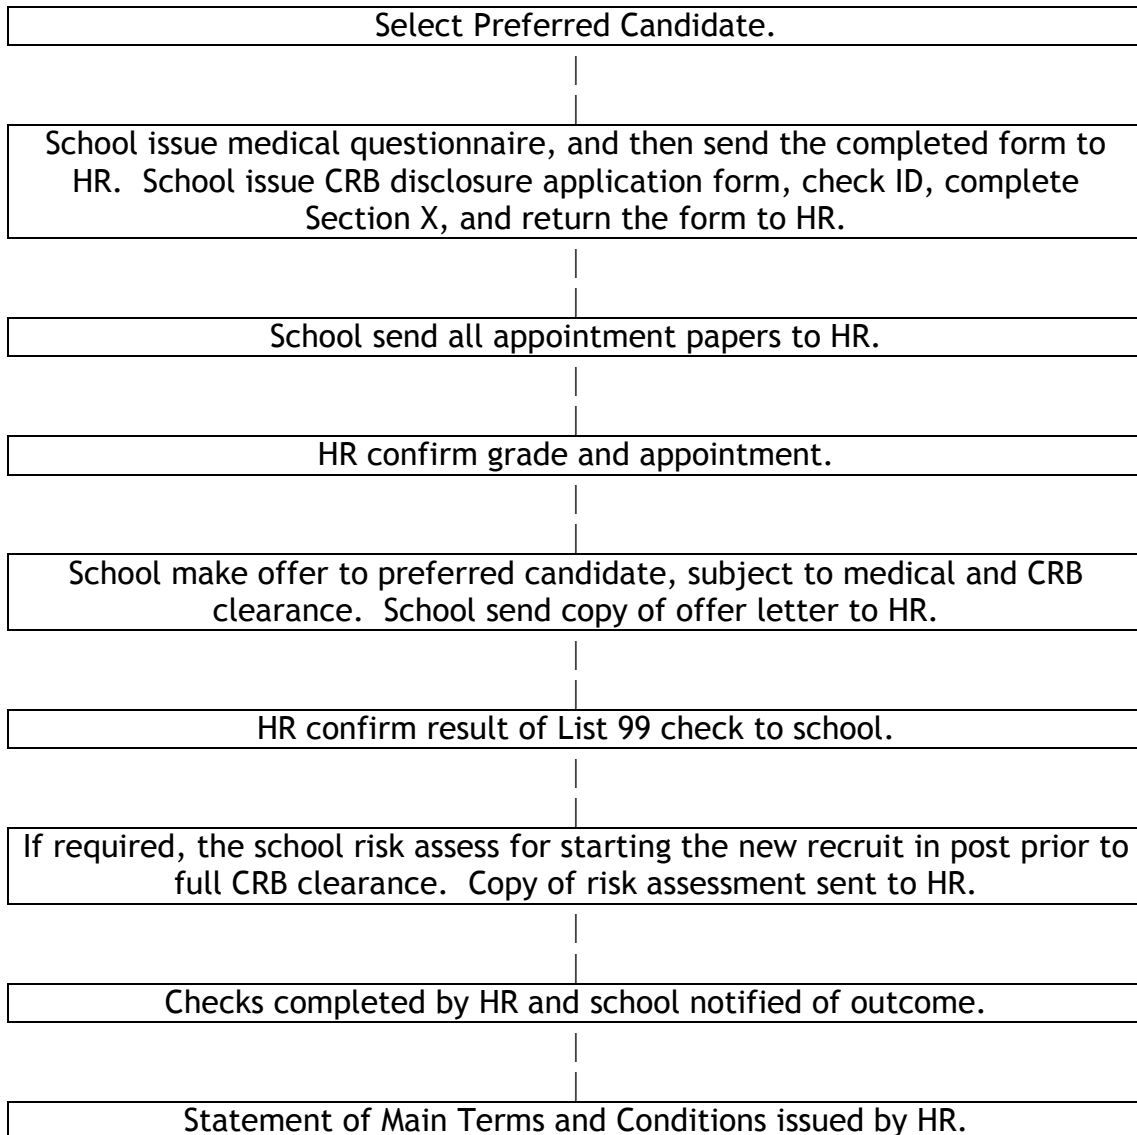 Select Preferred Candidate.
School issue medical questionnaire, and then send the completed form to
HR.  School issue CRB disclosure application form, check ID, complete
Section X, and return the form to HR.
School send all appointment papers to HR.
HR confirm grade and appointment.
School make offer to preferred candidate, subject to medical and CRB
clearance.  School send copy of offer letter to HR.
HR confirm result of List 99 check to school.
If required, the school risk assess for starting the new recruit in post prior to
full CRB clearance.  Copy of risk assessment sent to HR.
Checks completed by HR and school notified of outcome.
Statement of Main Terms and Conditions issued by HR.